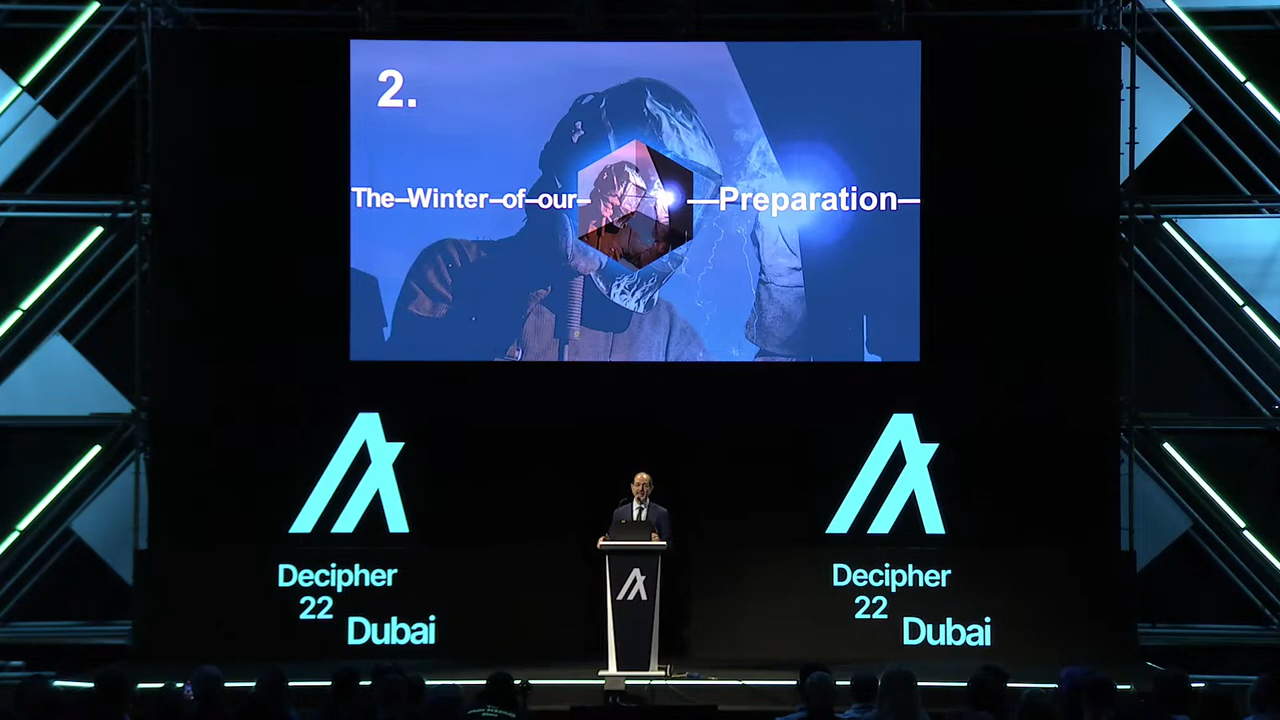 2.
The–Winter–of–our– —Preparation—
Decipher
22
Dubai
Decipher
22
Dubai